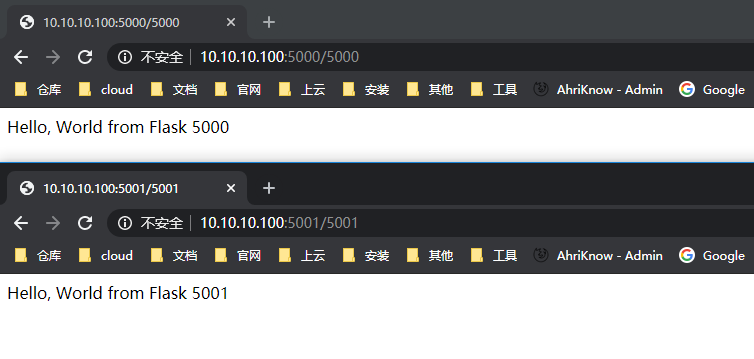 10.10.10.100:5000/5000
不安全 10.10.10.100:5000/5000
仓库 cloud 文档 官网 上云 安装 其他 工具 AhriKnow - Admin Google
Hello, World from Flask 5000
10.10.10.100:5001/5001
不安全 10.10.10.100:5001/5001
仓库 cloud 文档 官网 上云 安装 其他 工具 AhriKnow - Admin Google
Hello, World from Flask 5001